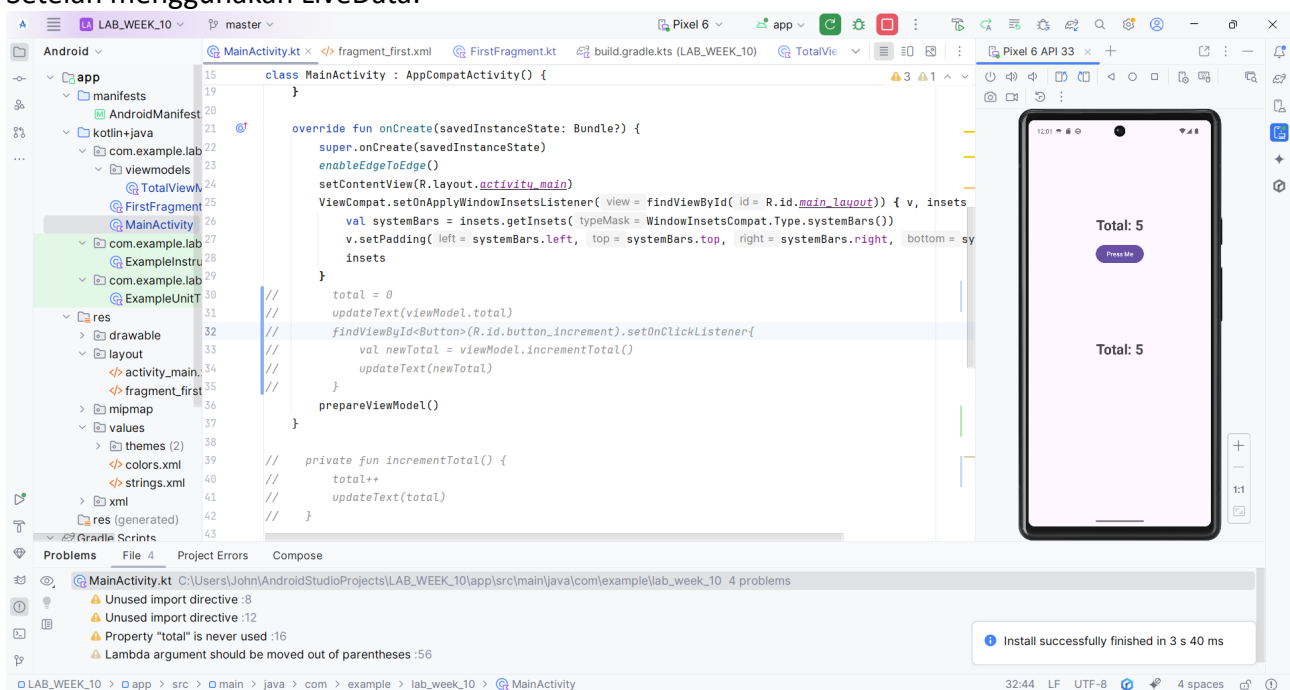 Setelah menggunakan LiveData:
LA LAB_WEEK_10 master Pixel 6 app
Android MainActivity.kt fragment_first.xml FirstFragment.kt build.gradle.kts (LAB_WEEK_10) TotalVie Pixel 6 API 33
app
manifests
AndroidManifest
kotlin+java
com.example.lab
viewmodels
TotalViewM
FirstFragment
MainActivity
com.example.lab
ExampleInstru
com.example.lab
ExampleUnitT
res
drawable
layout
activity_main.
fragment_first
mipmap
values
themes (2)
colors.xml
strings.xml
xml
res (generated)
Gradle Scripts
3 1
15 class MainActivity : AppCompatActivity() {
19 }
20
21 override fun onCreate(savedInstanceState: Bundle?) {
22 super.onCreate(savedInstanceState)
23 enableEdgeToEdge()
24 setContentView(R.layout.activity_main)
25 ViewCompat.setOnApplyWindowInsetsListener( view = findViewById( id = R.id.main_layout)) { v, insets
26 val systemBars = insets.getInsets( typeMask = WindowInsetsCompat.Type.systemBars())
27 v.setPadding( left = systemBars.left, top = systemBars.top, right = systemBars.right, bottom = sy
28 insets
29 }
30 // total = 0
31 // updateText(viewModel.total)
32 // findViewById<Button>(R.id.button_increment).setOnClickListener{
33 // val newTotal = viewModel.incrementTotal()
34 // updateText(newTotal)
35 // }
36 prepareViewModel()
37 }
38
39 // private fun incrementTotal() {
40 // total++
41 // updateText(total)
42 // }
43
12:01
Total: 5
Press Me
Total: 5
1:1
Problems File 4 Project Errors Compose
MainActivity.kt C:\Users\John\AndroidStudioProjects\LAB_WEEK_10\app\src\main\java\com\example\lab_week_10 4 problems
Unused import directive :8
Unused import directive :12
Property "total" is never used :16
Lambda argument should be moved out of parentheses :56
Install successfully finished in 3 s 40 ms
LAB_WEEK_10 > app > src > main > java > com > example > lab_week_10 > MainActivity 32:44 LF UTF-8 4 spaces